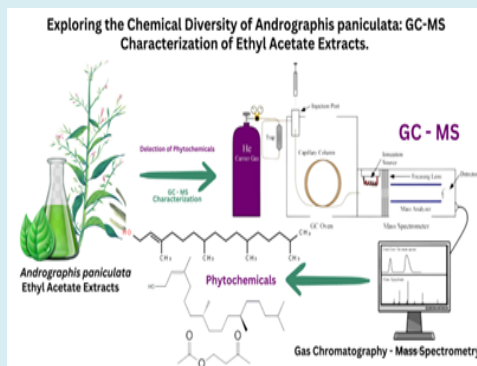 Exploring the Chemical Diversity of Andrographis paniculata: GC-MS
Characterization of Ethyl Acetate Extracts.
Injection Port
GC - MS
Detection of Phytochemicals
He
Carrier Gas
Trap
Capillary Column
Ionization
Source
Focusing Lens
Detector
GC - MS
Characterization
Mass Analyzer
GC Oven
Mass Spectrometer
HO
CH3
CH3
CH3
CH3
CH3
Andrographis paniculata
Ethyl Acetate Extracts
Phytochemicals
HO
O
O
O
Gas Chromatography - Mass Spectrometry